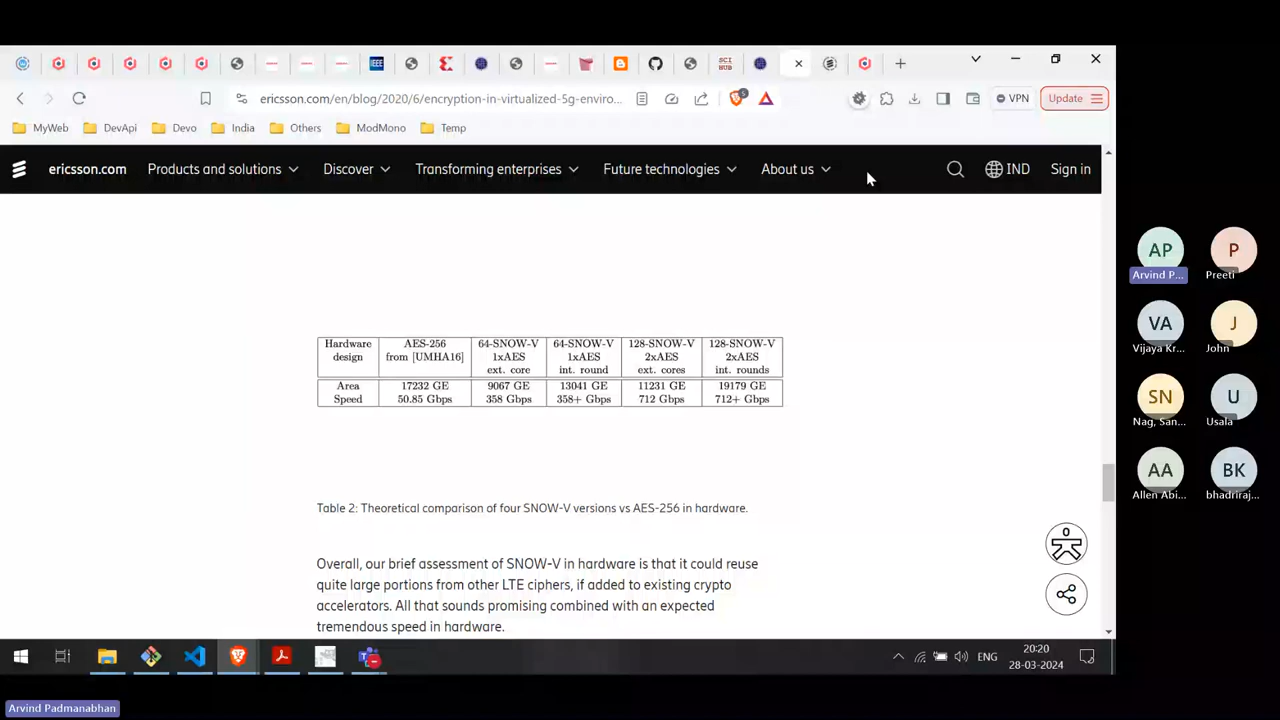 IEEE
SCI
HUB
ericsson.com/en/blog/2020/6/encryption-in-virtualized-5g-enviro...
5
VPN
Update
MyWeb
DevApi
Devo
India
Others
ModMono
Temp
ericsson.com
Products and solutions
Discover
Transforming enterprises
Future technologies
About us
IND
Sign in
Hardware design AES-256 from [UMHA16] 64-SNOW-V 1xAES ext. core 64-SNOW-V 1xAES int. round 128-SNOW-V 2xAES ext. cores 128-SNOW-V 2xAES int. rounds
Area 17232 GE 9067 GE 13041 GE 11231 GE 19179 GE
Speed 50.85 Gbps 358 Gbps 358+ Gbps 712 Gbps 712+ Gbps
Table 2: Theoretical comparison of four SNOW-V versions vs AES-256 in hardware.
Overall, our brief assessment of SNOW-V in hardware is that it could reuse
quite large portions from other LTE ciphers, if added to existing crypto
accelerators. All that sounds promising combined with an expected
tremendous speed in hardware.
AP
Arvind P...
P
Preeti
VA
Vijaya Kr...
J
John
SN
Nag, San...
U
Usala
AA
Allen Abi...
BK
bhadriraj...
ENG
20:20
28-03-2024
Arvind Padmanabhan